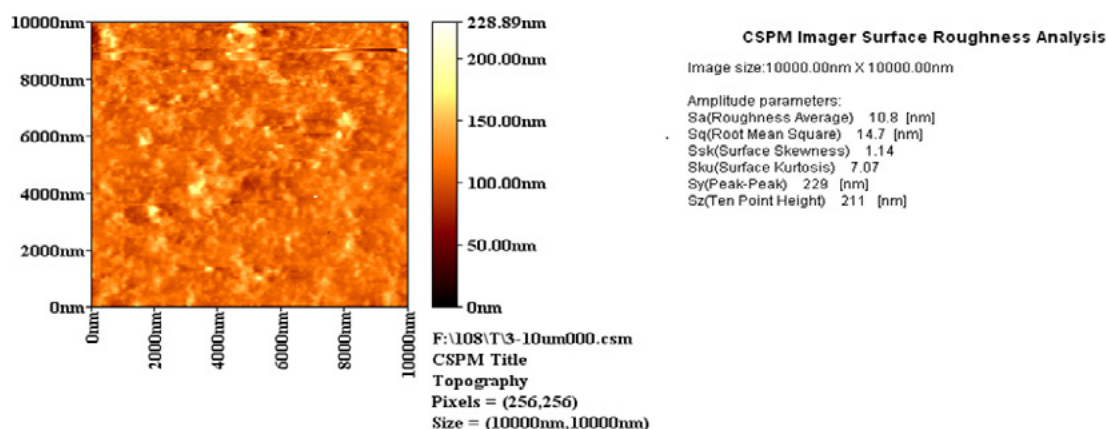 10000nm
8000nm
6000nm
4000nm
2000nm
0nm
0nm
2000nm
4000nm
6000nm
8000nm
10000nm
228.89nm
200.00nm
150.00nm
100.00nm
50.00nm
0nm
F:\108\T\3-10um000.csm
CSPM Title
Topography
Pixels = (256,256)
Size = (10000nm,10000nm)
CSPM Imager Surface Roughness Analysis
Image size:10000.00nm X 10000.00nm
Amplitude parameters:
Sa(Roughness Average) 10.8 [nm]
Sq(Root Mean Square) 14.7 [nm]
Ssk(Surface Skewness) 1.14
Sku(Surface Kurtosis) 7.07
Sy(Peak-Peak) 229 [nm]
Sz(Ten Point Height) 211 [nm]